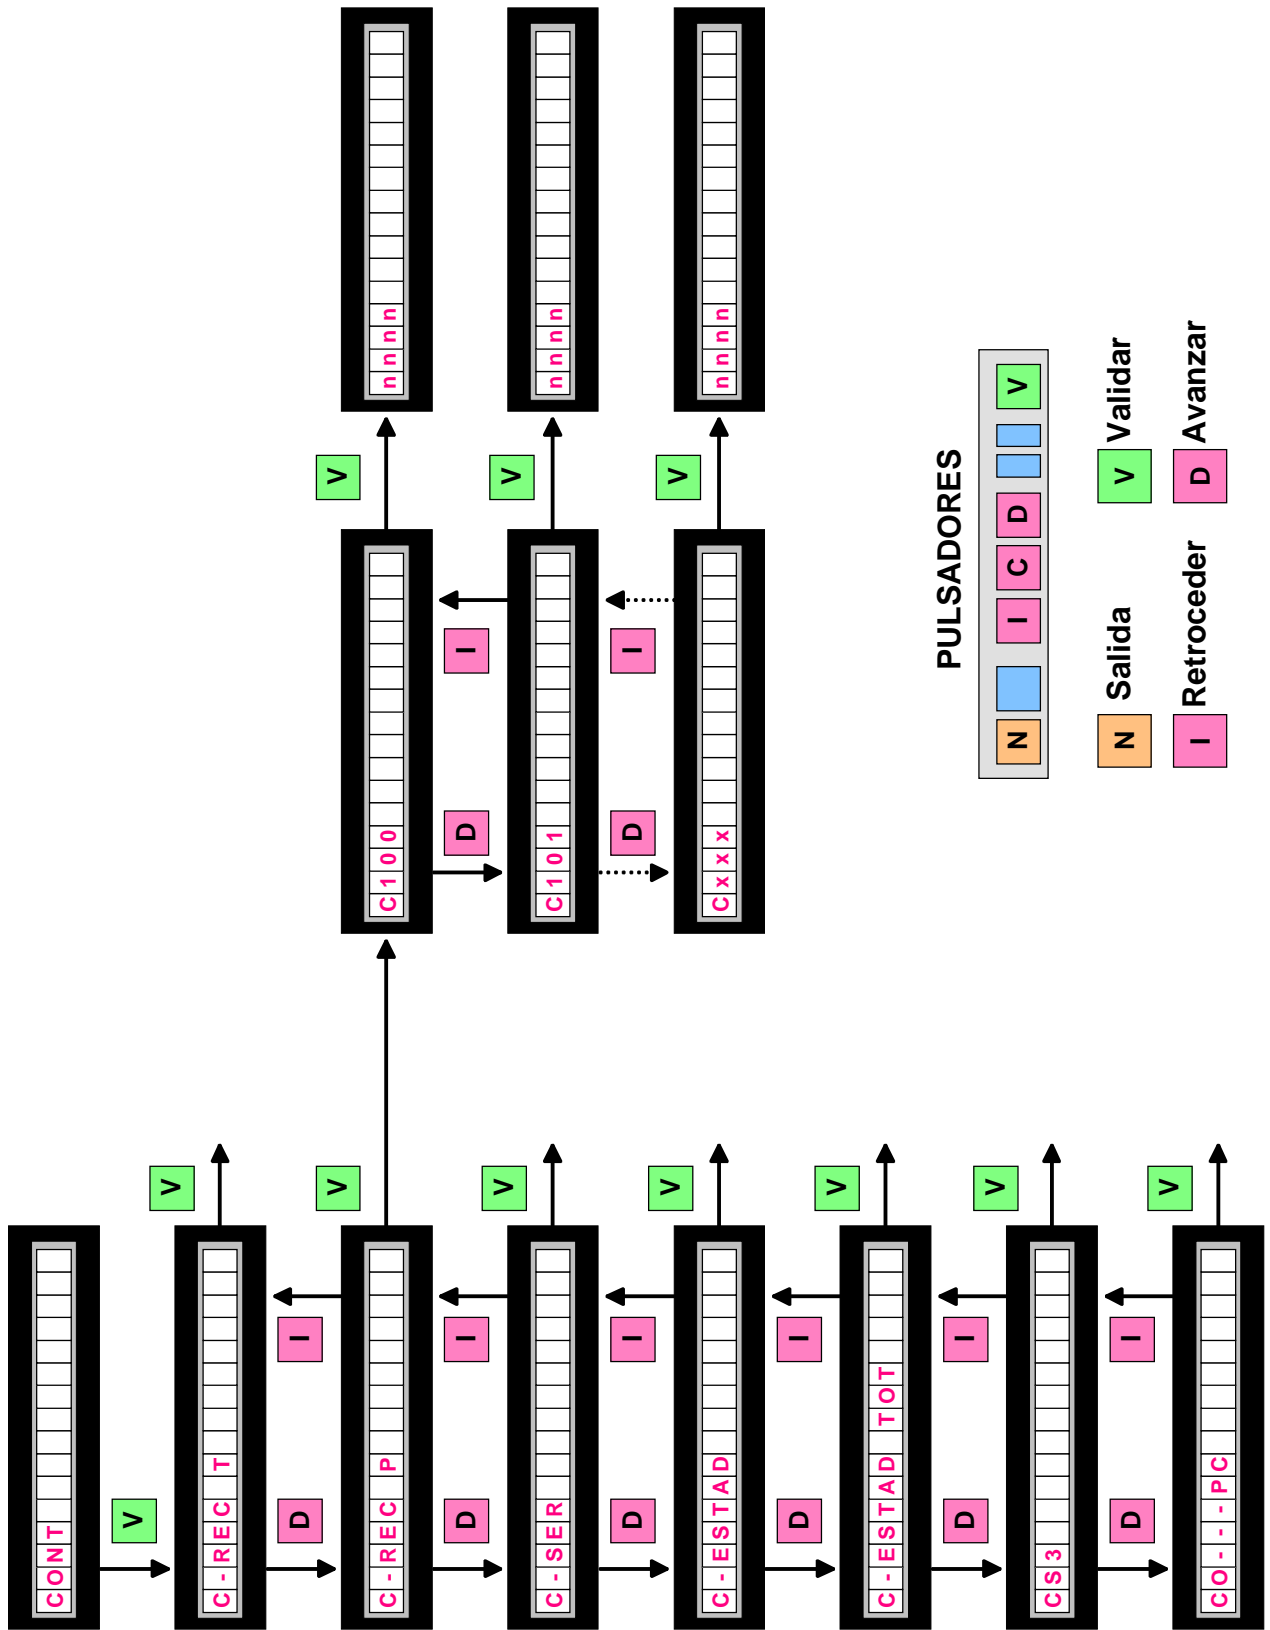 CONT
V
V
C-REC T
D I
V V
C-REC P C100 nnnn
D I D I
V V
C-SER C101 nnnn
D I D I
V V
C-ESTAD Cxxx nnnn
D I
V
C-ESTAD TOT
D I
V
CS3
D I
V
CO---PC
PULSADORES
N I C D V
N Salida V Validar
I Retroceder D Avanzar